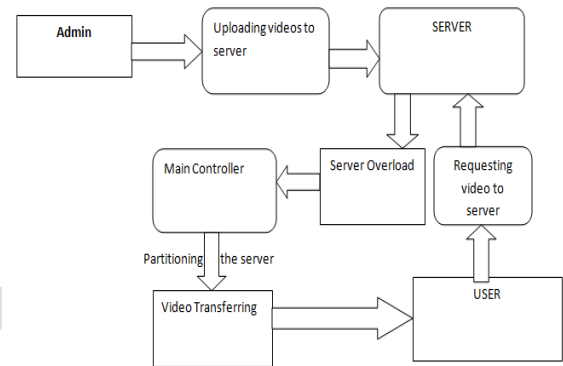 Admin
Uploading videos to
server
SERVER
Main Controller
Server Overload
Requesting
video to
server
Partitioning the server
Video Transferring
USER